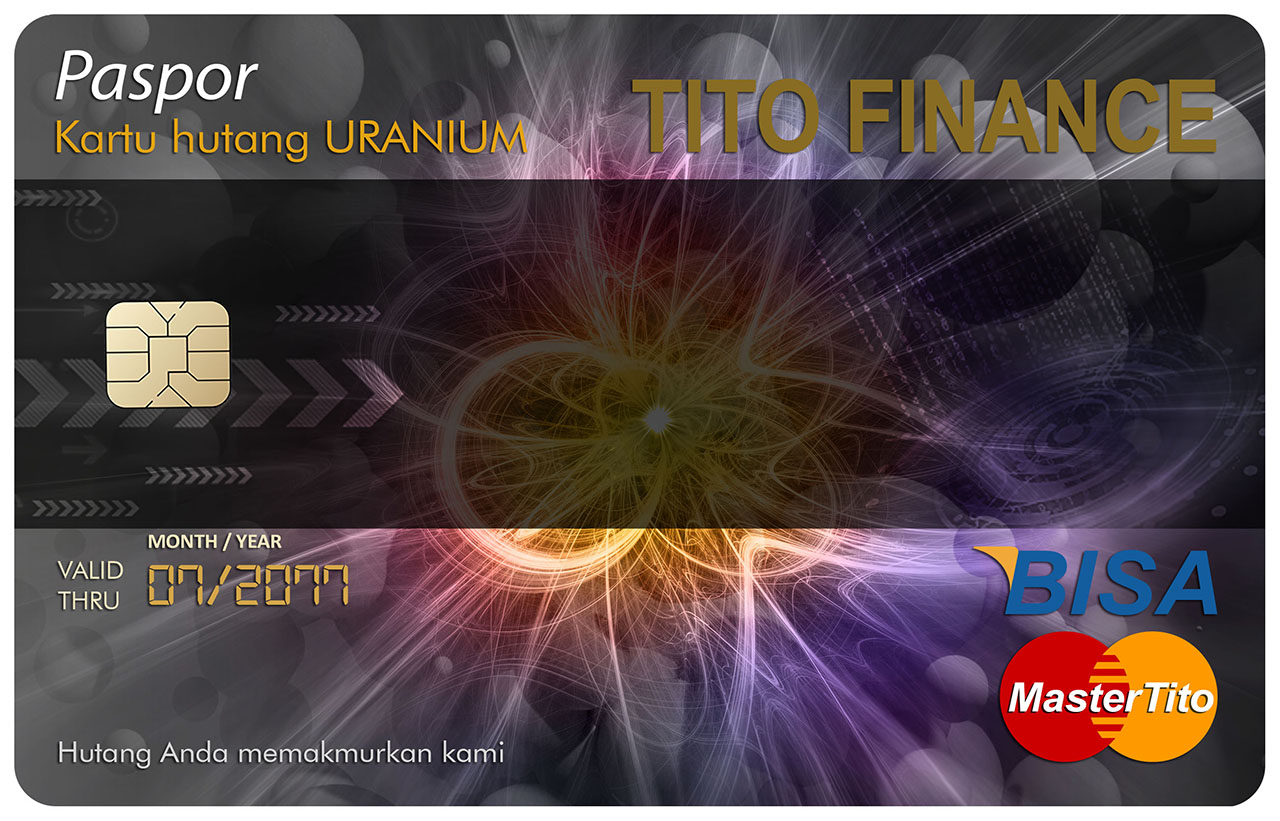 Paspor
Kartu hutang URANIUM
TITO FINANCE
MONTH / YEAR
VALID
THRU
07/2077
BISA
MasterTito
Hutang Anda memakmurkan kami